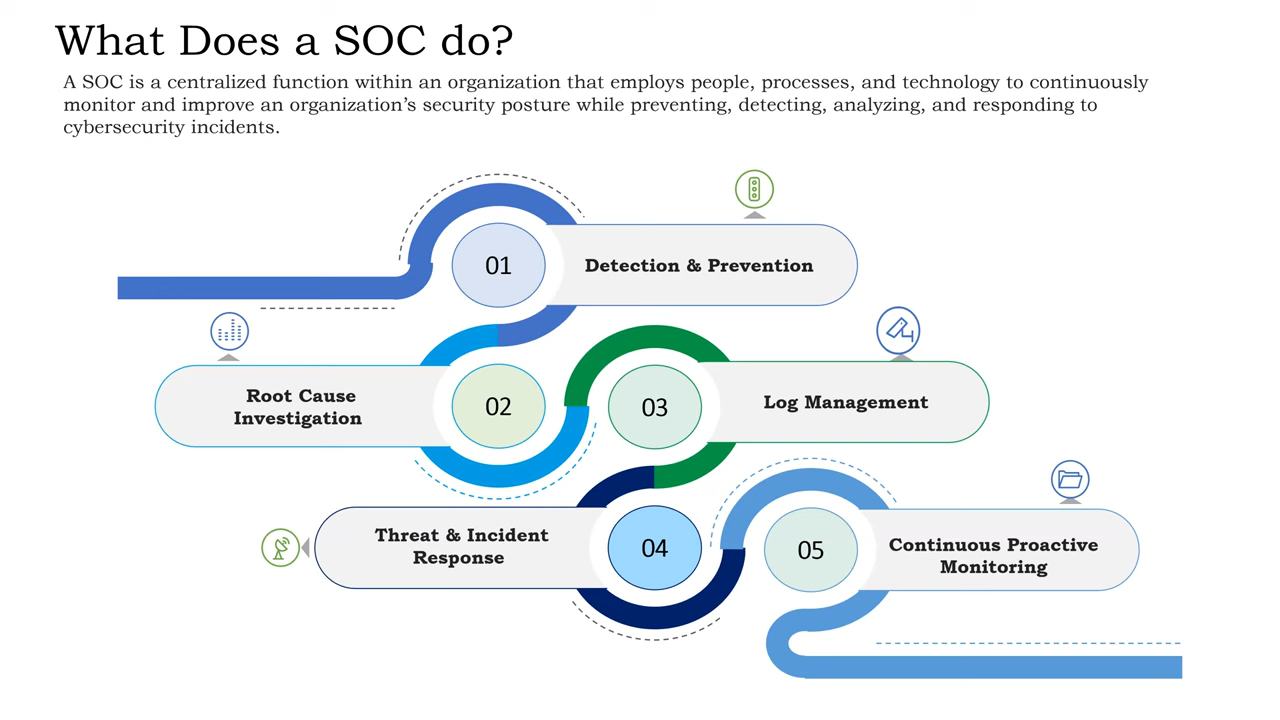 What Does a SOC do?
A SOC is a centralized function within an organization that employs people, processes, and technology to continuously
monitor and improve an organization’s security posture while preventing, detecting, analyzing, and responding to
cybersecurity incidents.
01
Detection & Prevention
Root Cause
Investigation
02
03
Log Management
Threat & Incident
Response
04
05
Continuous Proactive
Monitoring